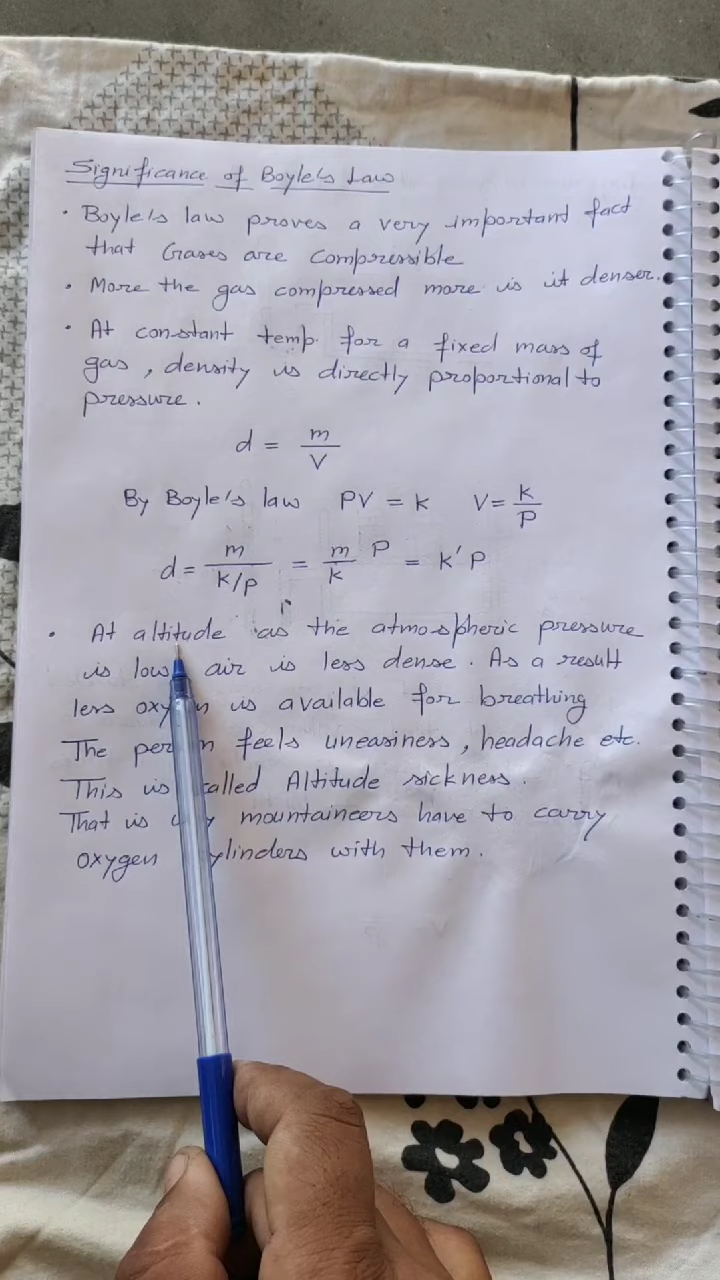 Significance of Boyle's Law
• Boyle's law proves a very important fact
that Gases are compressible
• More the gas compressed more is it denser.
• At constant temp. for a fixed mass of
gas, density is directly proportional to
pressure.
d = m/V
By Boyle's law PV = k V = k/P
d = m/(k/P) = m/k P = k' P
• At altitude as the atmospheric pressure
is low air is less dense. As a result
less is available for breathing
The feels uneasiness, headache etc.
This is called Altitude sickness.
That is mountaineers have to carry
oxygen cylinders with them.